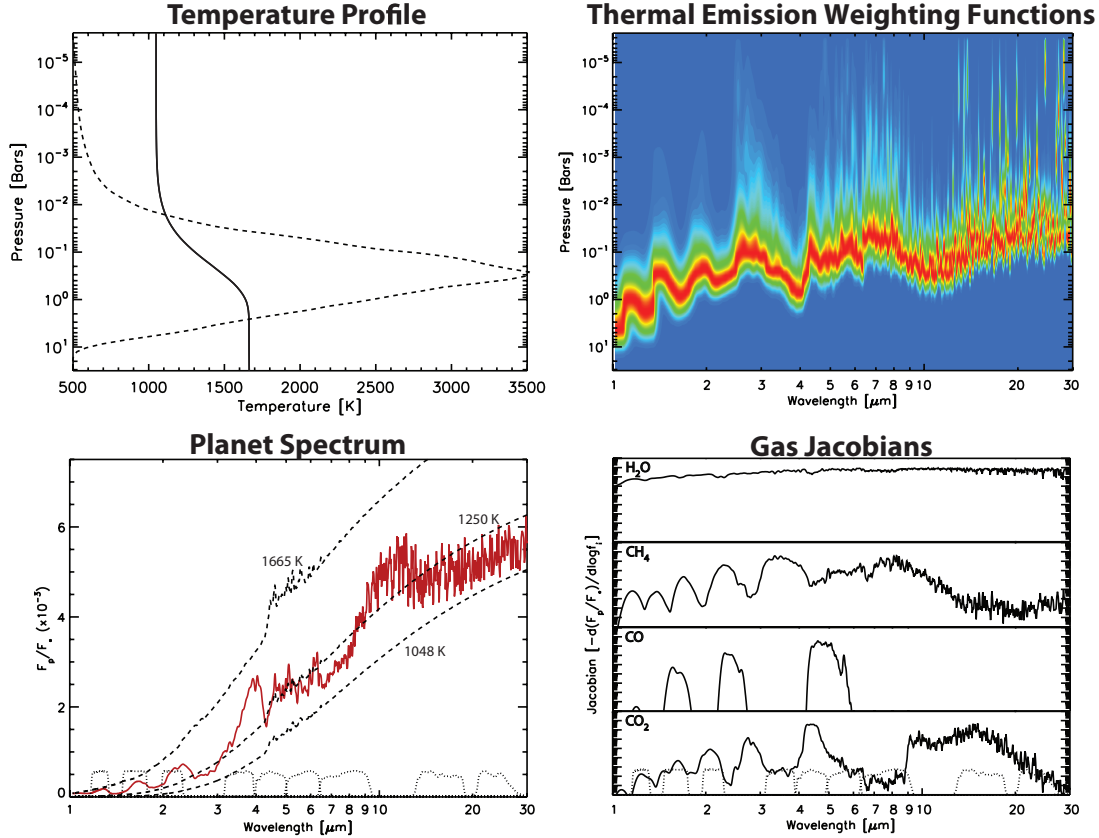 Temperature Profile
10⁻⁵
10⁻⁴
10⁻³
10⁻²
10⁻¹
10⁰
10¹
Pressure [Bars]
500 1000 1500 2000 2500 3000 3500
Temperature [K]
Thermal Emission Weighting Functions
10⁻⁵
10⁻⁴
10⁻³
10⁻²
10⁻¹
10⁰
10¹
Pressure [Bars]
1 2 3 4 5 6 7 8 9 10 20 30
Wavelength [μm]
Planet Spectrum
6
4
2
0
F_p/F_* (×10⁻³)
1665 K
1250 K
1048 K
1 2 3 4 5 6 7 8 9 10 20 30
Wavelength [μm]
Gas Jacobians
H₂O
CH₄
CO
CO₂
Jacobian [-d(F_p/F_*)/dlogf_i]
1 2 3 4 5 6 7 8 9 10 20 30
Wavelength [μm]